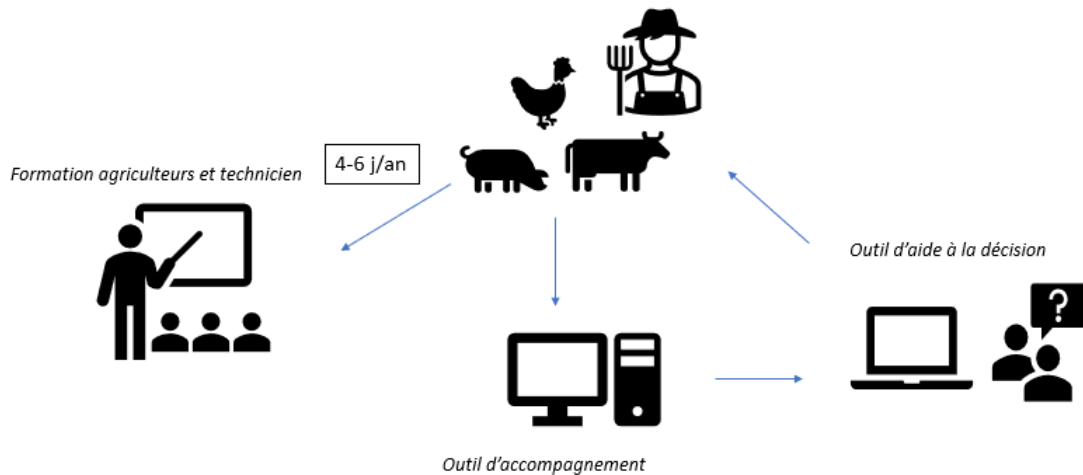 4-6 j/an
Formation agriculteurs et technicien
Outil d'aide à la décision
?
Outil d'accompagnement